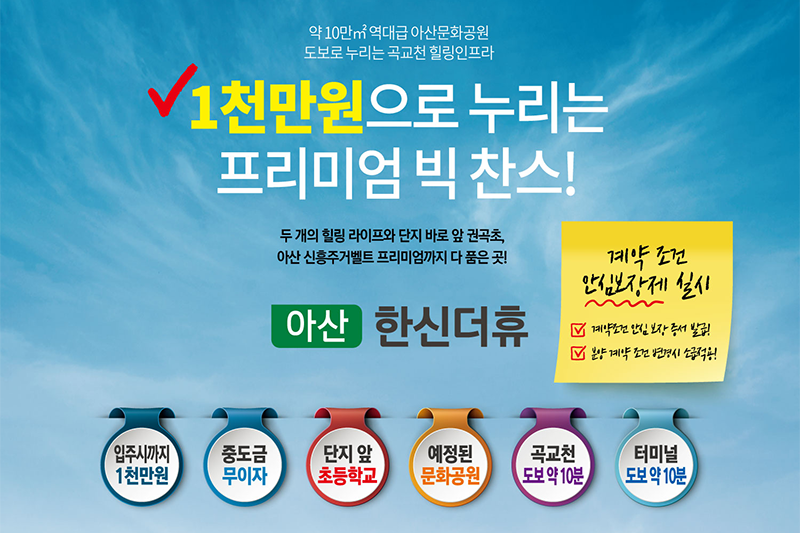 약 10만㎡ 역대급 아산문화공원
도보로 누리는 곡교천 힐링인프라
1천만원으로 누리는
프리미엄 빅 찬스!
두 개의 힐링 라이프와 단지 바로 앞 권곡초,
아산 신흥주거벨트 프리미엄까지 다 품은 곳!
아산 한신더휴
계약 조건
안심보장제 실시
계약조건 안심 보장 증서 발급!
분양 계약 조건 변경시 소급적용!
입주시까지
1천만원
중도금
무이자
단지 앞
초등학교
예정된
문화공원
곡교천
도보 약 10분
터미널
도보 약 10분